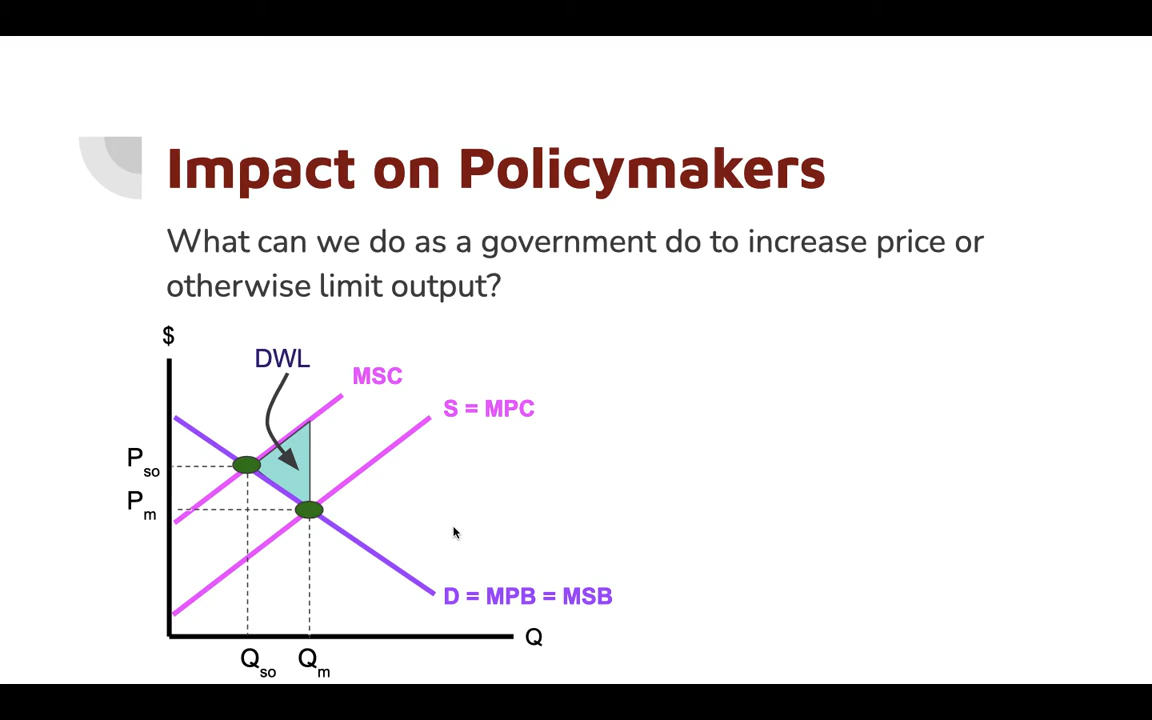 Impact on Policymakers
What can we do as a government do to increase price or
otherwise limit output?
$
DWL
MSC
S = MPC
Pso
Pm
D = MPB = MSB
Q
Qso Qm